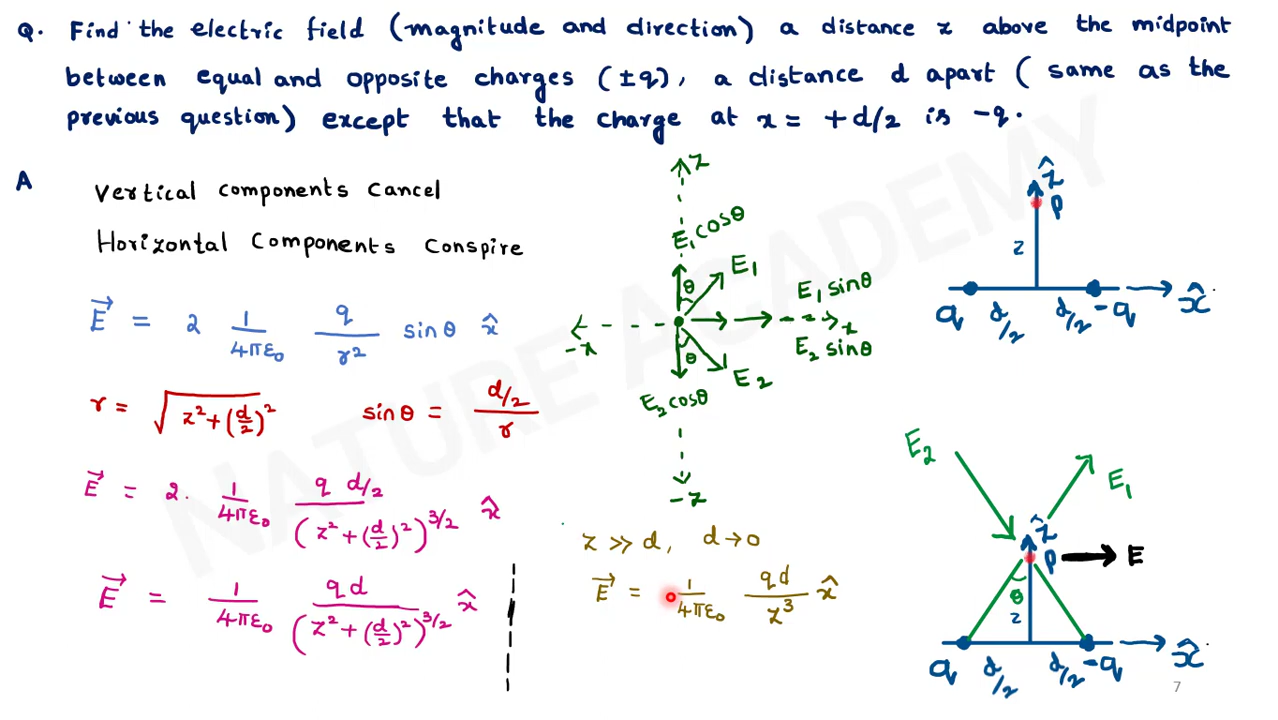 Q. Find the electric field (magnitude and direction) a distance z above the midpoint
between equal and opposite charges (±q), a distance d apart ( same as the
previous question) except that the charge at x = +d/2 is -q.
A
Vertical components cancel
Horizontal components conspire
E⃗ = 2 1/4πε₀ q/r² sinθ x̂
r = √(z²+(d/2)²) sinθ = (d/2)/r
E⃗ = 2. 1/4πε₀ q d/2 / (z²+(d/2)²)^3/2 x̂
E⃗ = 1/4πε₀ qd / (z²+(d/2)²)^3/2 x̂
z
E₁cosθ
θ
E₁
E₁ sinθ
-x
x
E₂ sinθ
θ
E₂
E₂cosθ
-z
z >> d, d→0
E⃗ = 1/4πε₀ qd/z³ x̂
ẑ
P
z
x̂
q d/2 d/2 -q
E₂
E₁
ẑ
P
E
θ
z
x̂
q d/2 d/2 -q
7
NATURE ACADEMY